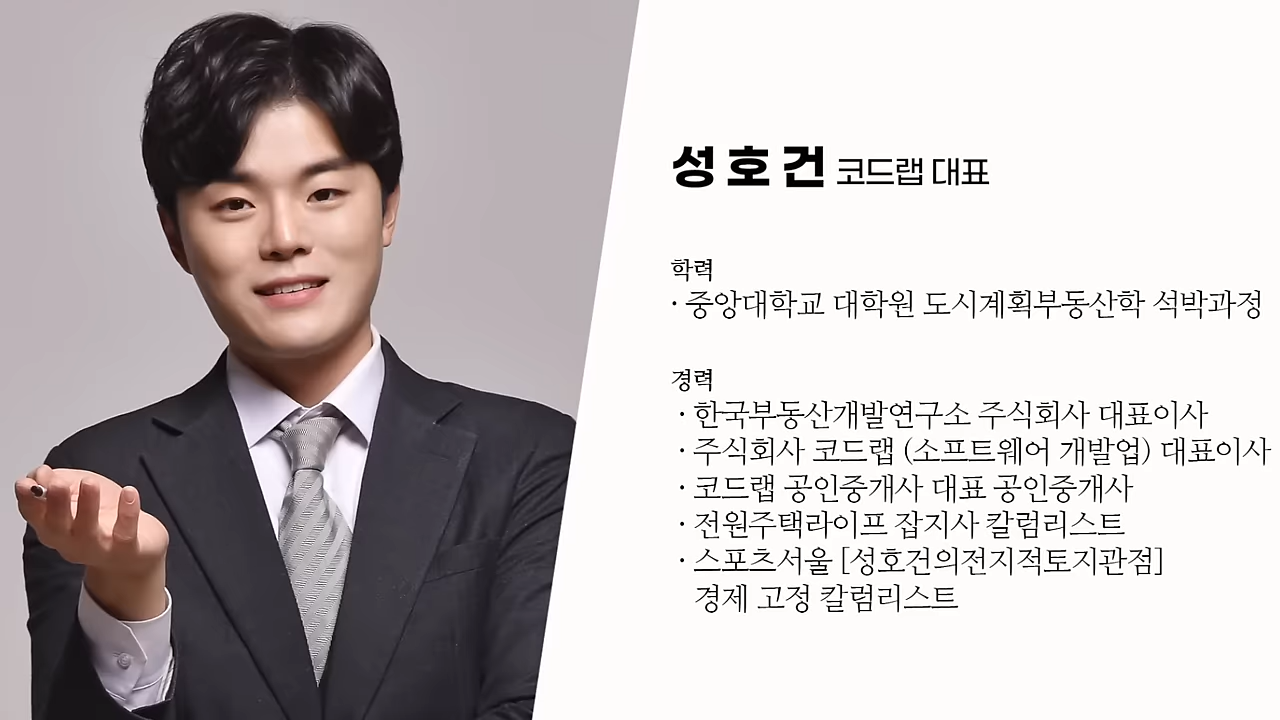 성호건 코드랩 대표
학력
· 중앙대학교 대학원 도시계획부동산학 석박과정
경력
· 한국부동산개발연구소 주식회사 대표이사
· 주식회사 코드랩 (소프트웨어 개발업) 대표이사
· 코드랩 공인중개사 대표 공인중개사
· 전원주택라이프 잡지사 칼럼리스트
· 스포츠서울 [성호건의전지적토지관점]
경제 고정 칼럼리스트